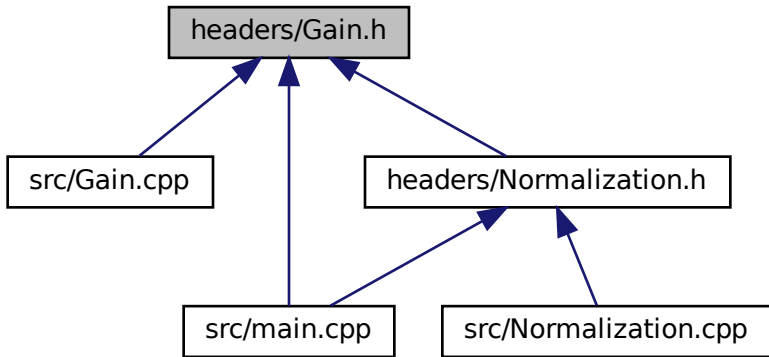 headers/Gain.h
src/Gain.cpp
headers/Normalization.h
src/main.cpp
src/Normalization.cpp